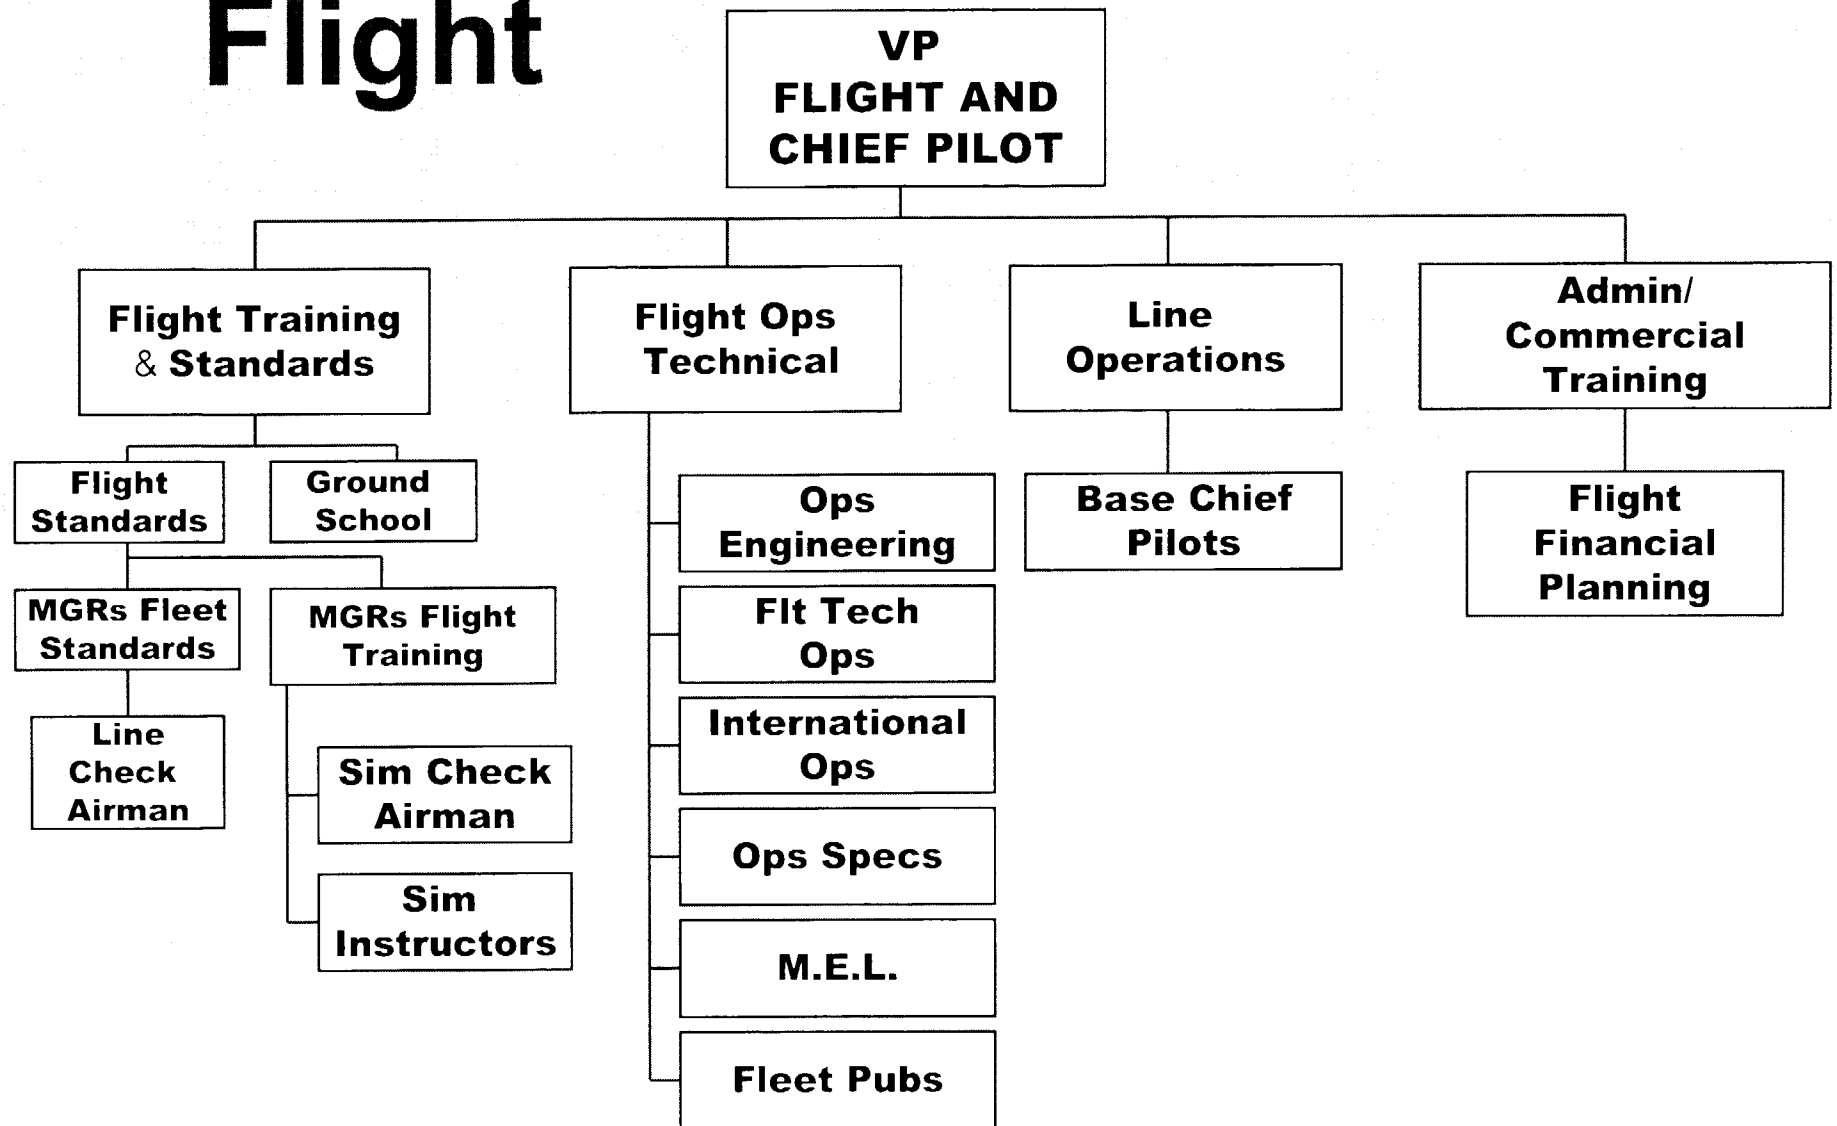 Flight
VP
FLIGHT AND
CHIEF PILOT
Flight Training
& Standards
Flight Ops
Technical
Line
Operations
Admin/
Commercial
Training
Flight
Standards
Ground
School
MGRs Fleet
Standards
MGRs Flight
Training
Line
Check
Airman
Sim Check
Airman
Sim
Instructors
Ops
Engineering
Flt Tech
Ops
International
Ops
Ops Specs
M.E.L.
Fleet Pubs
Base Chief
Pilots
Flight
Financial
Planning